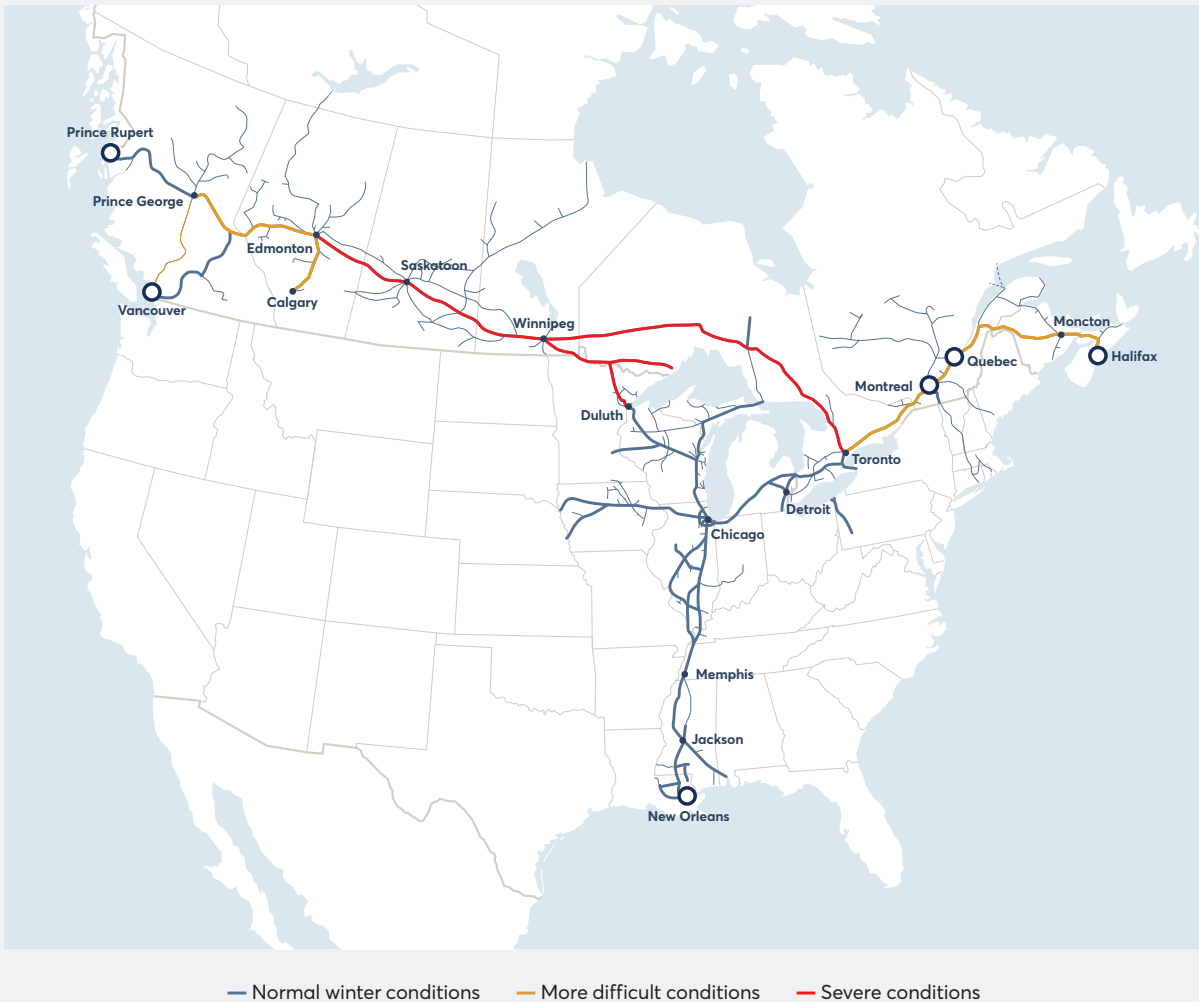 Prince Rupert
Prince George
Edmonton
Saskatoon
Calgary
Vancouver
Winnipeg
Moncton
Quebec
Halifax
Montreal
Duluth
Toronto
Detroit
Chicago
Memphis
Jackson
New Orleans
Normal winter conditions
More difficult conditions
Severe conditions